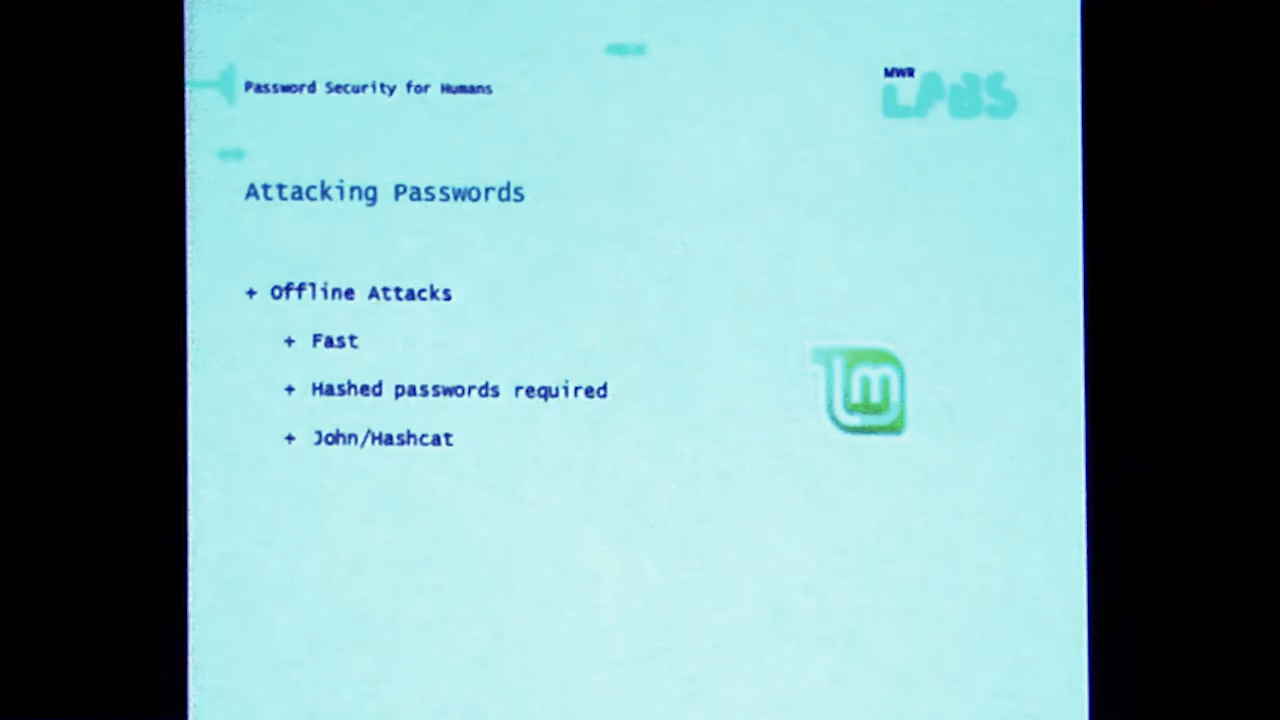 Password Security for Humans
MWR
LABS
Attacking Passwords
+ Offline Attacks
+ Fast
+ Hashed passwords required
+ John/Hashcat